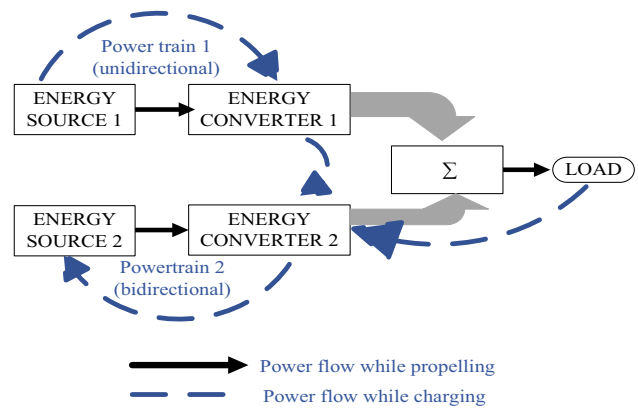 Power train 1
(unidirectional)
ENERGY
SOURCE 1
ENERGY
CONVERTER 1
Σ
LOAD
ENERGY
SOURCE 2
ENERGY
CONVERTER 2
Powertrain 2
(bidirectional)
Power flow while propelling
Power flow while charging